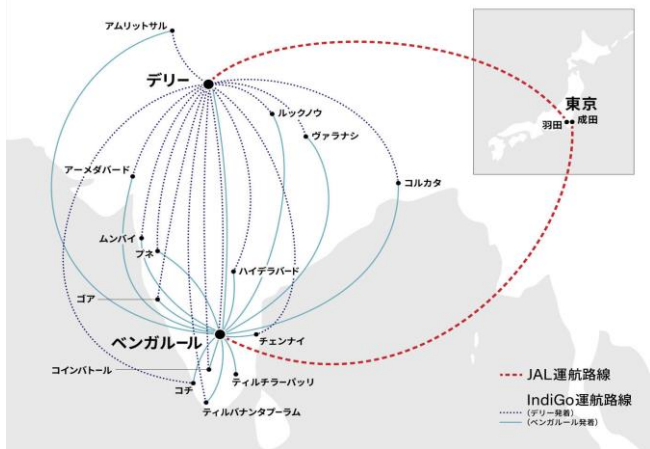 アムリットサル
デリー
ルックノウ
ヴァラナシ
アーメダバード
コルカタ
ムンバイ
プネ
ハイデラバード
ゴア
ベンガルール
チェンナイ
コインバトール
コチ
ティルチラーパッリ
ティルバナンタプーラム
東京
羽田
成田
JAL運航路線
IndiGo運航路線
(デリー発着)
(ベンガルール発着)